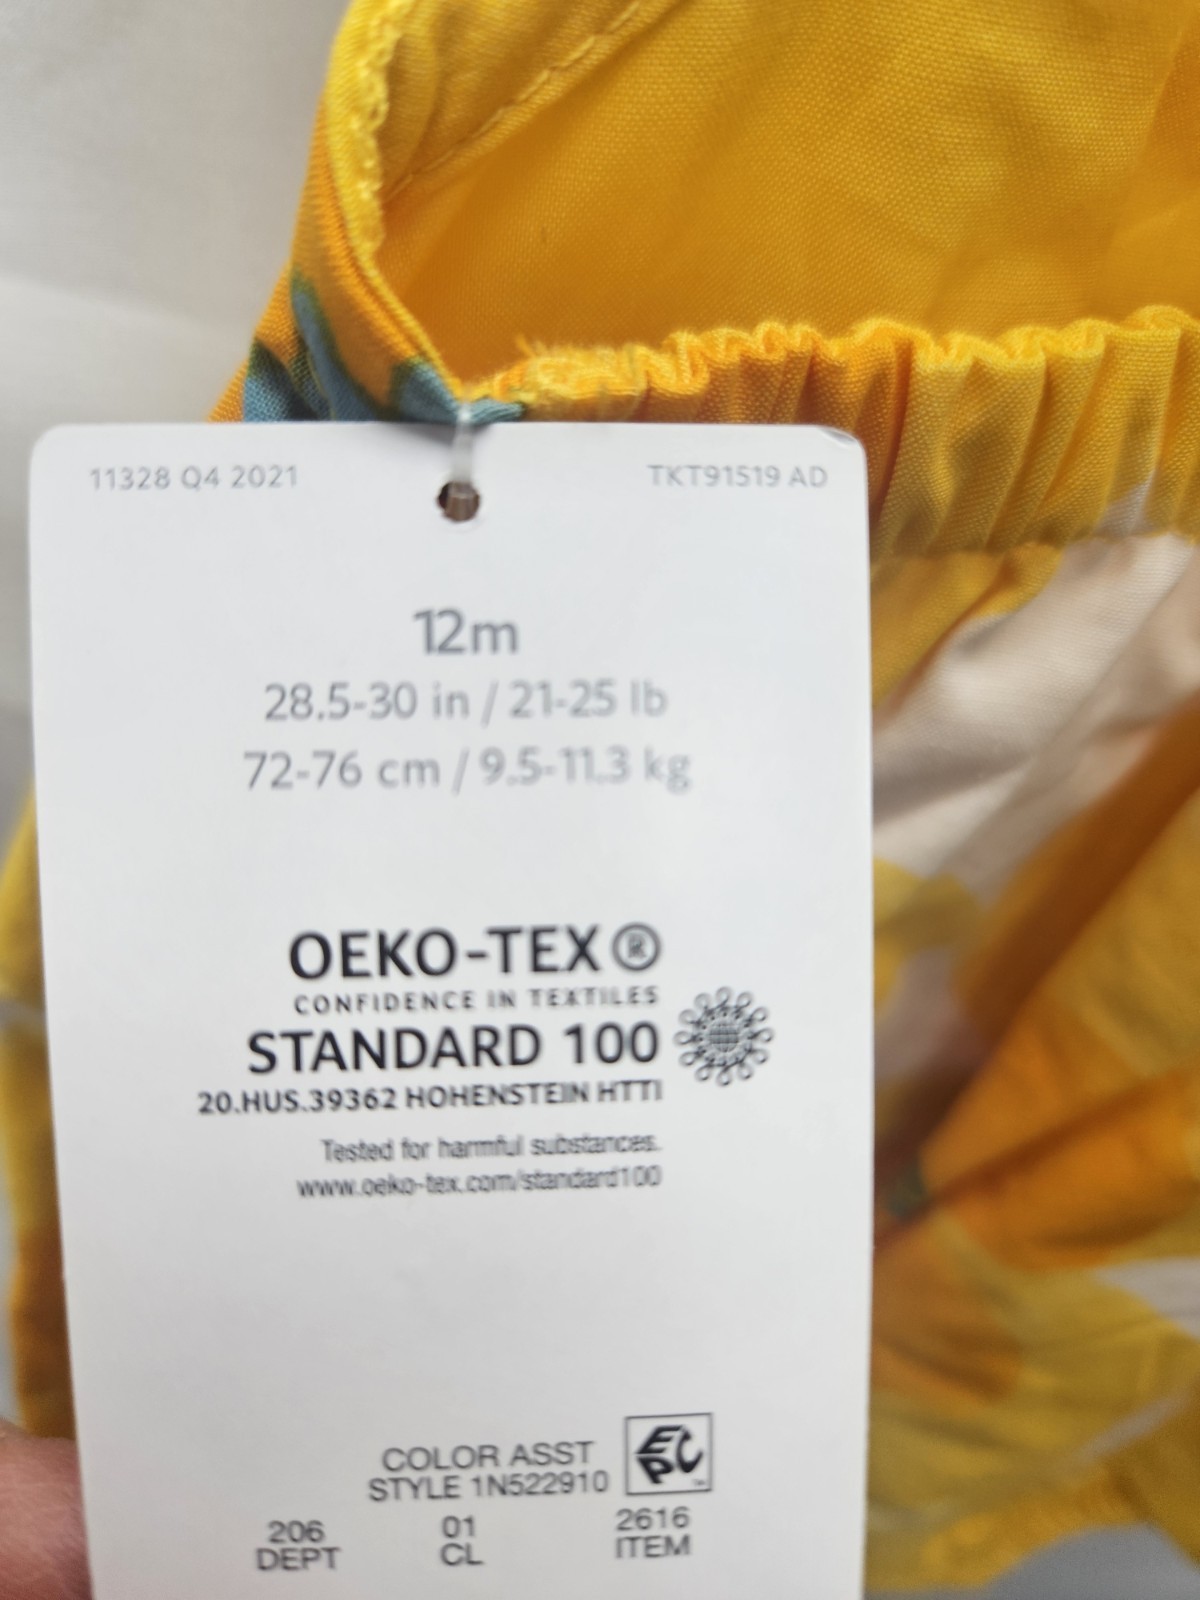 11328 Q4 2021
TKT91519 AD
12m
28.5-30 in / 21-25 lb
72-76 cm / 9.5-11.3 kg
OEKO-TEX®
CONFIDENCE IN TEXTILES
STANDARD 100
20.HUS.39362 HOHENSTEIN HTTI
Tested for harmful substances.
www.oeko-tex.com/standard100
COLOR ASST
STYLE 1N522910
EPC™
206 01 2616
DEPT CL ITEM